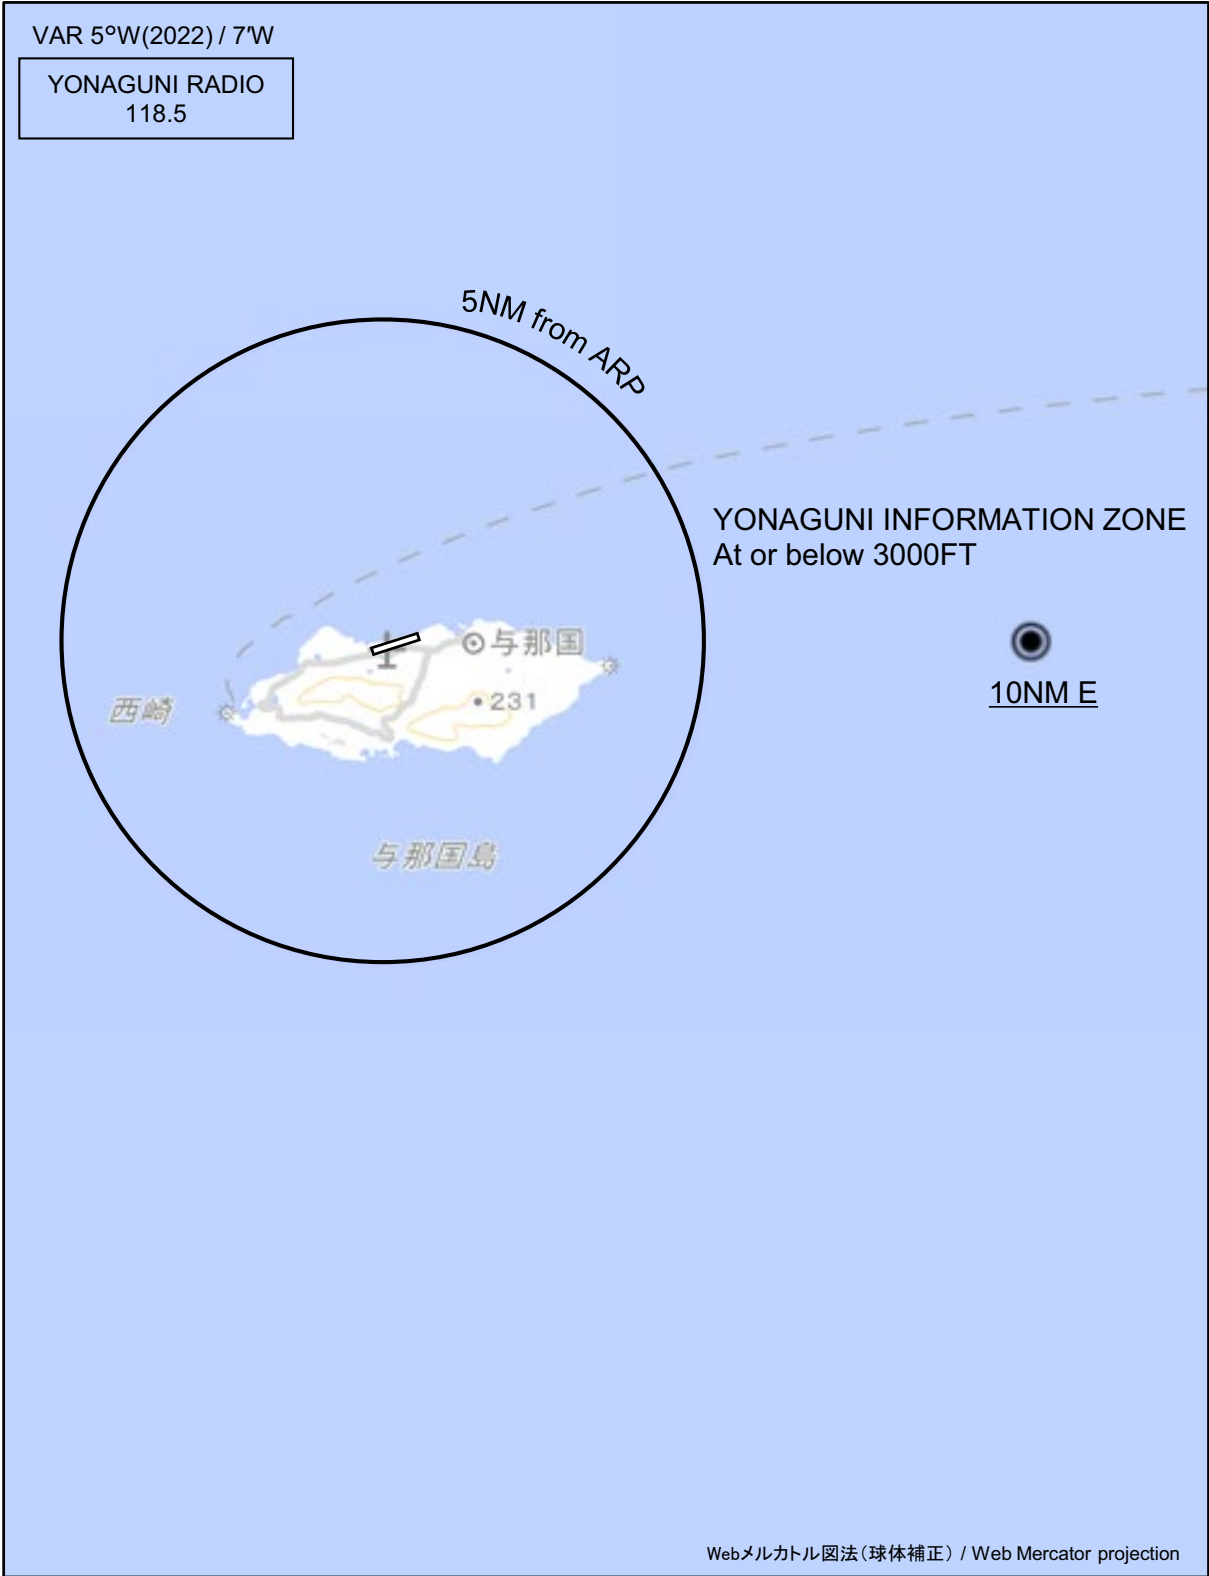 VAR 5°W(2022) / 7'W
YONAGUNI RADIO
118.5
5NM from ARP
YONAGUNI INFORMATION ZONE
At or below 3000FT
与那国
10NM E
231
西崎
与那国島
Webメルカトル図法（球体補正） / Web Mercator projection